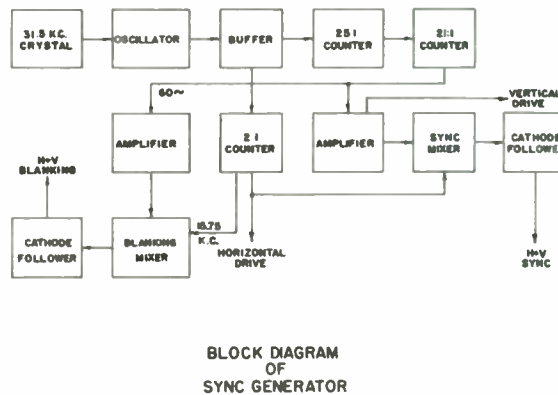 31.5 K.C.
CRYSTAL
OSCILLATOR
BUFFER
25:1
COUNTER
21:1
COUNTER
60~
VERTICAL
DRIVE
AMPLIFIER
2:1
COUNTER
AMPLIFIER
SYNC
MIXER
CATHODE
FOLLOWER
H+V
BLANKING
CATHODE
FOLLOWER
BLANKING
MIXER
15.75
K.C.
HORIZONTAL
DRIVE
H+V
SYNC
BLOCK DIAGRAM
OF
SYNC GENERATOR